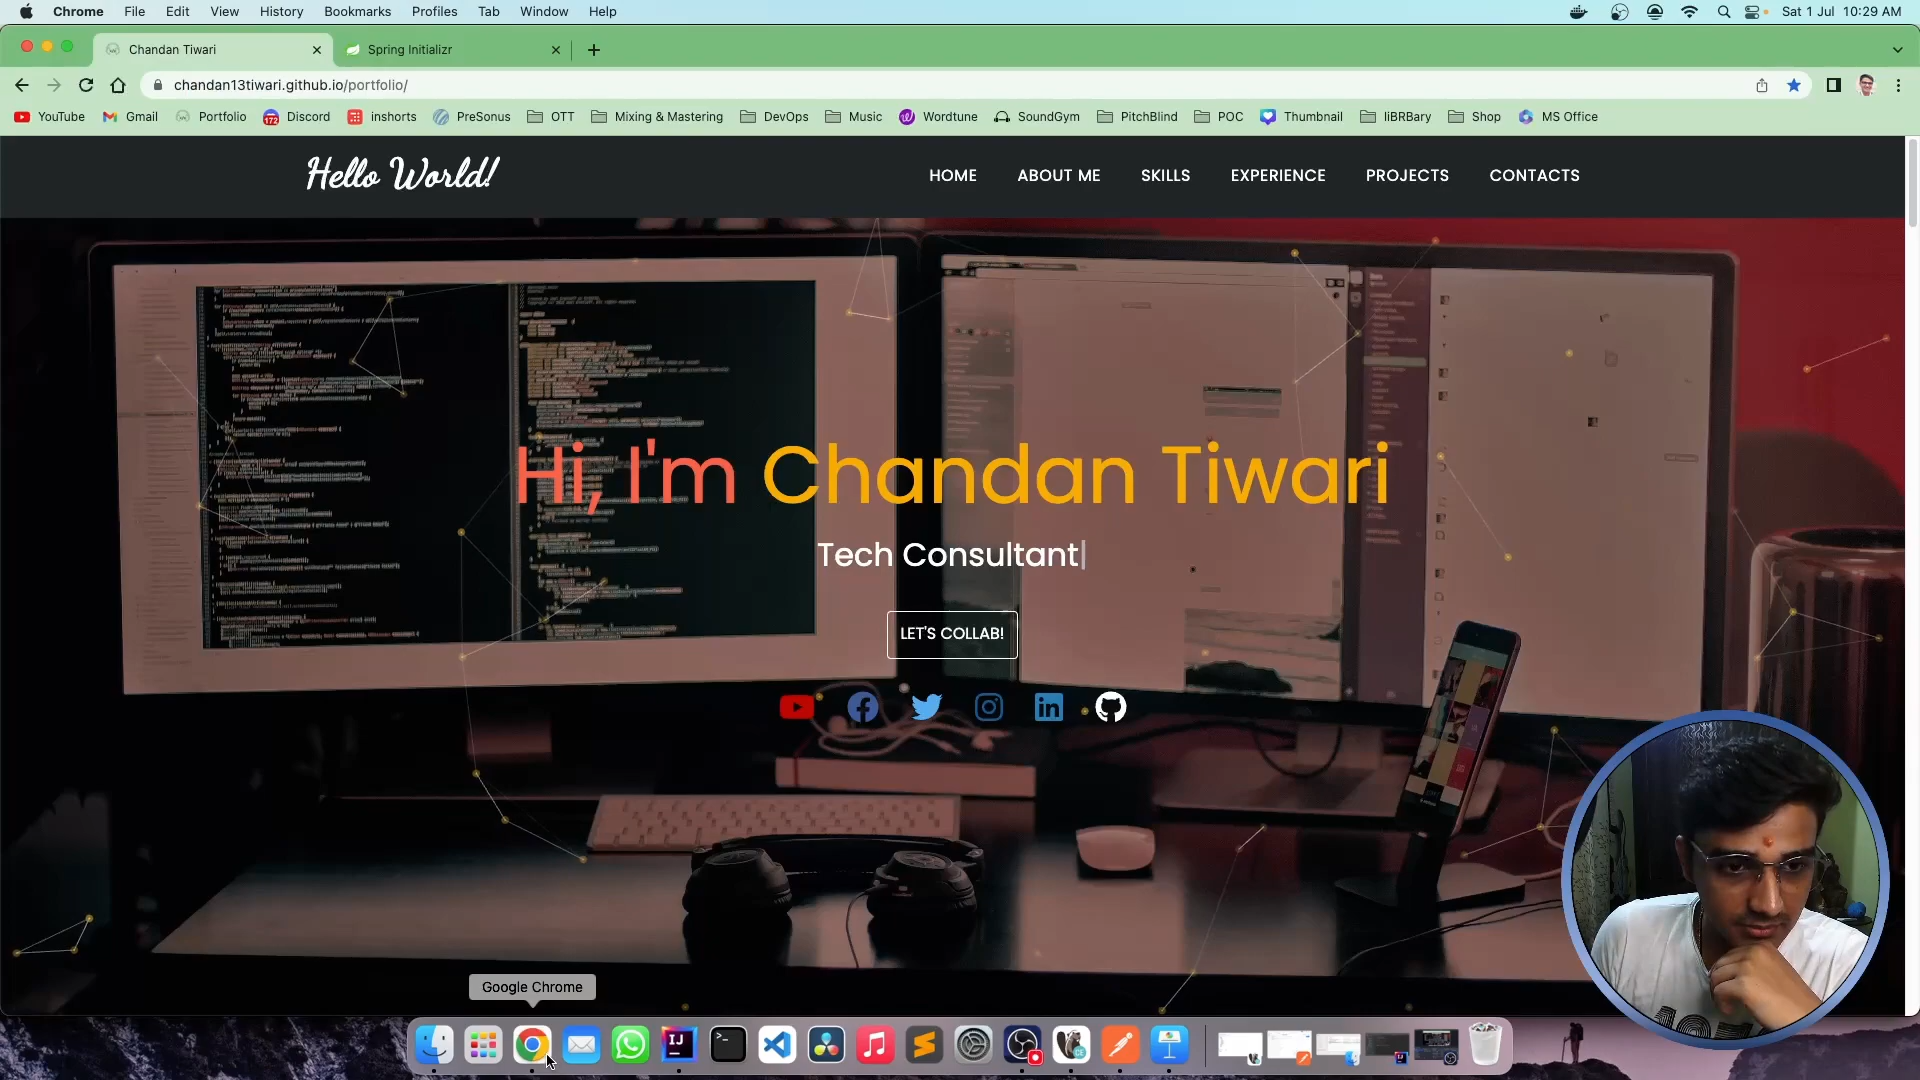 Chrome File Edit View History Bookmarks Profiles Tab Window Help Sat 1 Jul 10:29 AM
Chandan Tiwari Spring Initializr
chandan13tiwari.github.io/portfolio/
YouTube Gmail Portfolio 172 Discord inshorts PreSonus OTT Mixing & Mastering DevOps Music Wordtune SoundGym PitchBlind POC Thumbnail liBRBary Shop MS Office
Hello World! HOME ABOUT ME SKILLS EXPERIENCE PROJECTS CONTACTS
Hi, I'm Chandan Tiwari
Tech Consultant
LET'S COLLAB!
Google Chrome